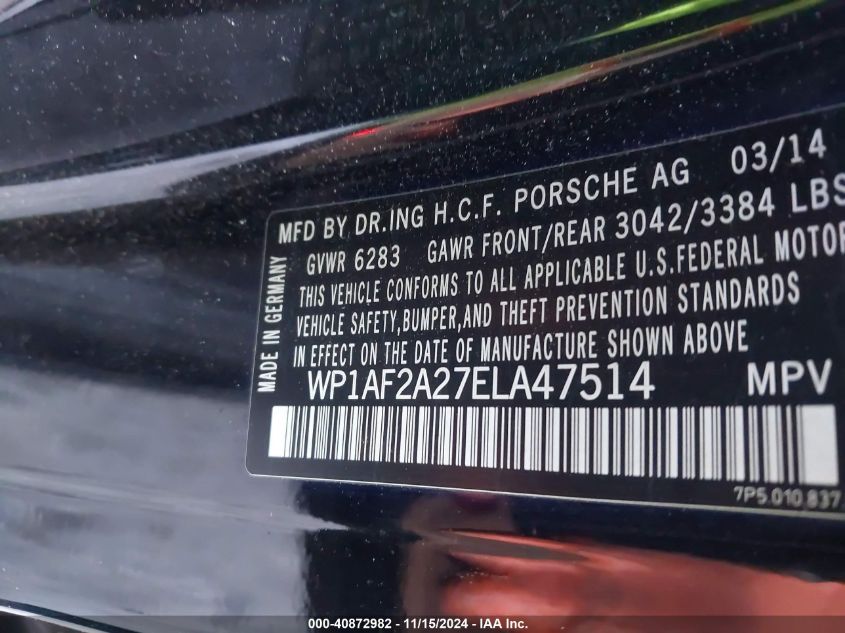 MFD BY DR.ING H.C.F. PORSCHE AG 03/14
GVWR 6283 GAWR FRONT/REAR 3042/3384 LBS
THIS VEHICLE CONFORMS TO ALL APPLICABLE U.S.FEDERAL MOTOR
VEHICLE SAFETY,BUMPER,AND THEFT PREVENTION STANDARDS
IN EFFECT ON THE DATE OF MANUFACTURE SHOWN ABOVE
WP1AF2A27ELA47514 MPV
7P5.010.837
MADE IN GERMANY
000-40872982 - 11/15/2024 - IAA Inc.